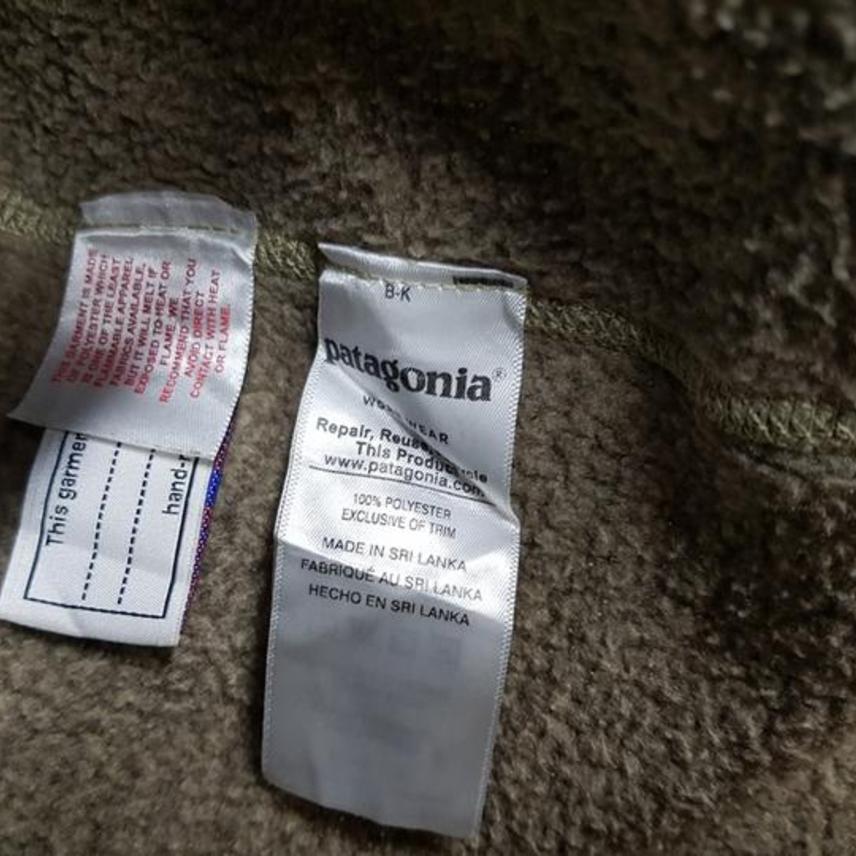 THIS GARMENT IS MADE
OF POLYESTER WHICH
IS ONE OF THE LEAST
FLAMMABLE APPAREL
FABRICS AVAILABLE,
BUT IT WILL MELT IF
EXPOSED TO HEAT OR
FLAME. WE
RECOMMEND THAT YOU
AVOID DIRECT
CONTACT WITH HEAT
OR FLAME.
This garmen
hand-
B-K
patagonia®
WORN WEAR
Repair, Reuse,
This Produc
www.patagonia.com
100% POLYESTER
EXCLUSIVE OF TRIM
MADE IN SRI LANKA
FABRIQUÉ AU SRI LANKA
HECHO EN SRI LANKA